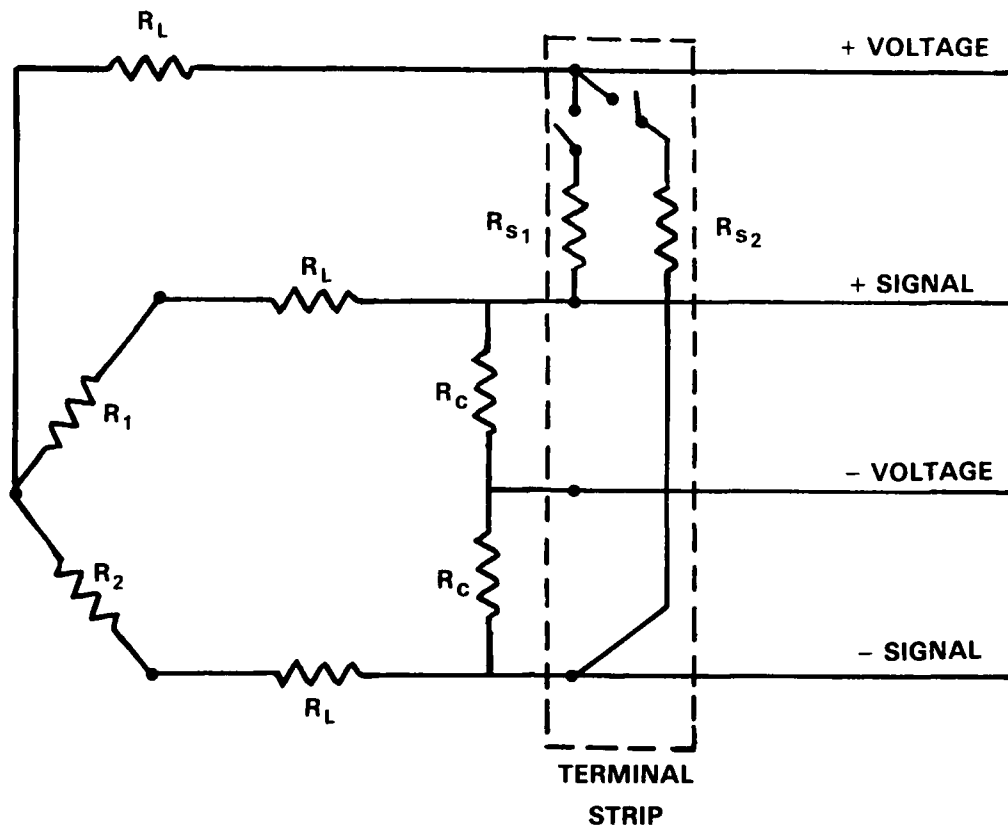 R_L
+ VOLTAGE
R_S1
R_S2
R_L
+ SIGNAL
R_1
R_C
− VOLTAGE
R_2
R_C
− SIGNAL
R_L
TERMINAL
STRIP